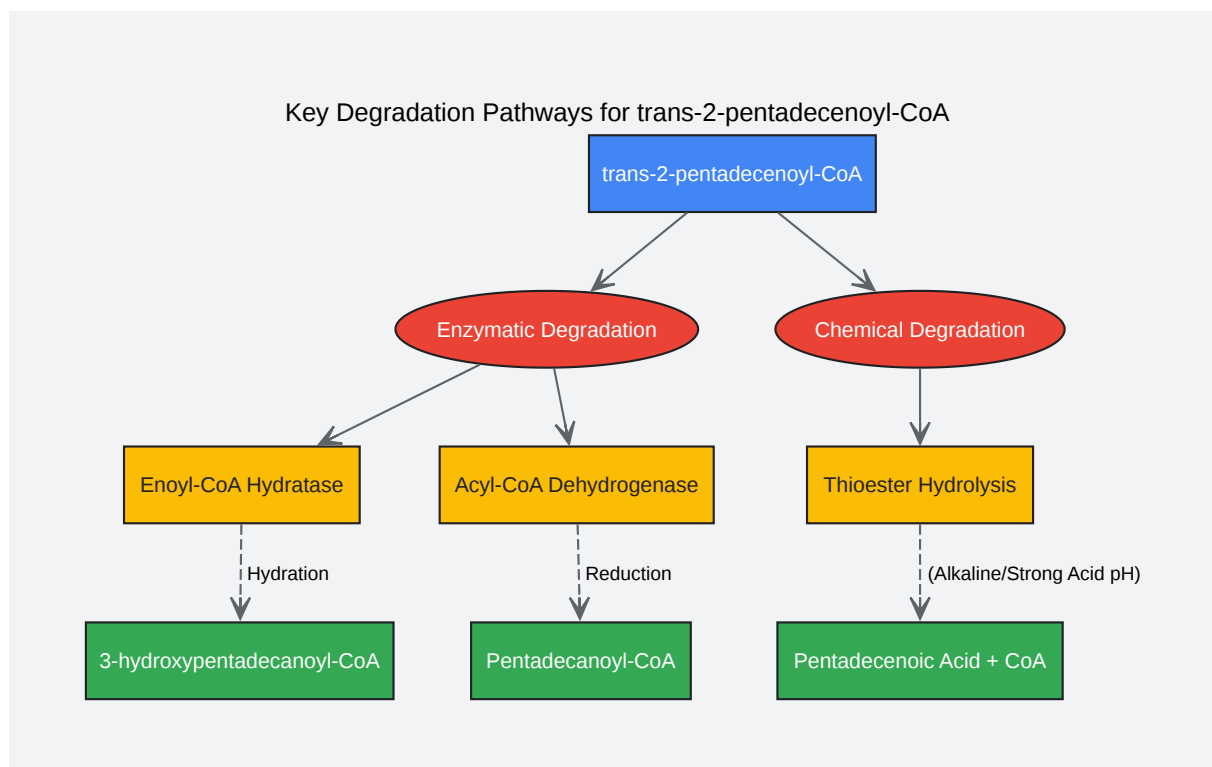 Key Degradation Pathways for trans-2-pentadecenoyl-CoA
trans-2-pentadecenoyl-CoA
Enzymatic Degradation
Chemical Degradation
Enoyl-CoA Hydratase
Acyl-CoA Dehydrogenase
Thioester Hydrolysis
Hydration
Reduction
(Alkaline/Strong Acid pH)
3-hydroxypentadecanoyl-CoA
Pentadecanoyl-CoA
Pentadecenoic Acid + CoA